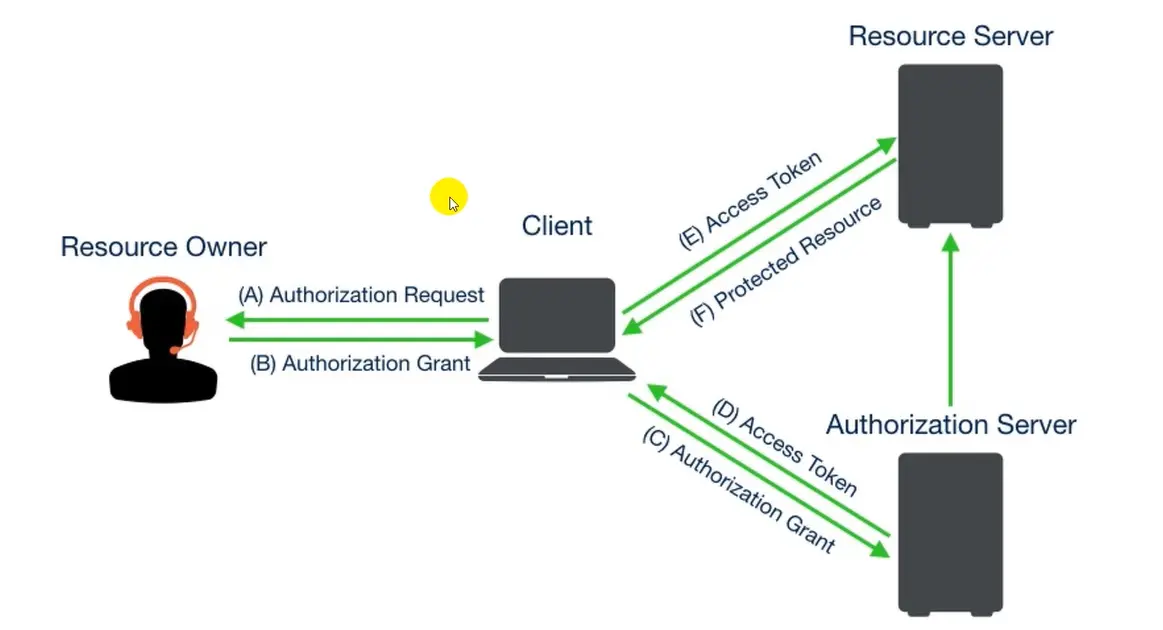 Resource Server
(E) Access Token
(F) Protected Resource
Client
Resource Owner
(A) Authorization Request
(B) Authorization Grant
(D) Access Token
(C) Authorization Grant
Authorization Server